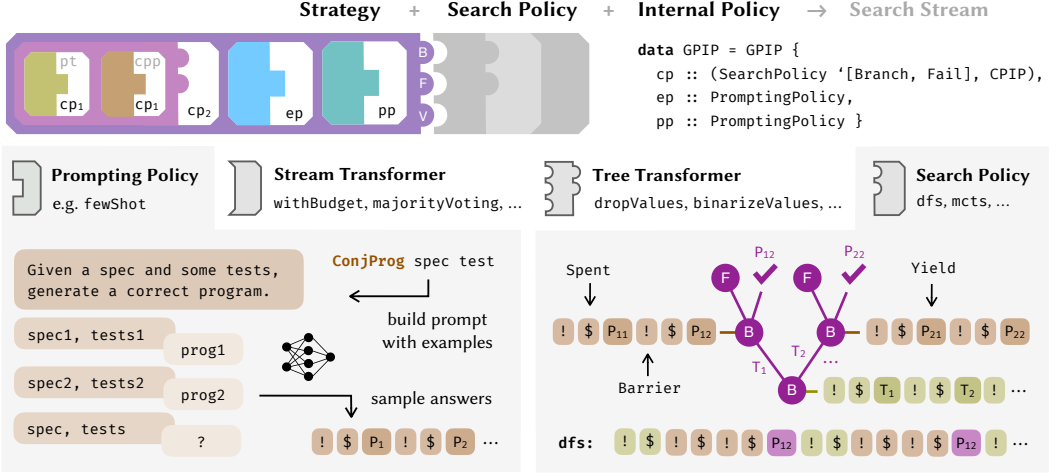 Strategy + Search Policy + Internal Policy → Search Stream
pt
cp₁
cpp
cp₁
cp₂
ep
pp
B
F
V
data GPIP = GPIP {
cp :: (SearchPolicy ‘[Branch, Fail], CPIP),
ep :: PromptingPolicy,
pp :: PromptingPolicy }
Prompting Policy
e.g. fewShot
Stream Transformer
withBudget, majorityVoting, …
Tree Transformer
dropValues, binarizeValues, …
Search Policy
dfs, mcts, …
Given a spec and some tests,
generate a correct program.
spec1, tests1
prog1
spec2, tests2
prog2
spec, tests
?
ConjProg spec test
build prompt
with examples
sample answers
! $ P₁ ! $ P₂ …
Spent
! $ P₁₁ ! $ P₁₂
Barrier
F
P₁₂
F
P₂₂
B
B
T₁
T₂
…
B
Yield
! $ P₂₁ ! $ P₂₂
! $ T₁ ! $ T₂ ! …
dfs: ! $ ! $ ! $ P₁₂ ! $ ! $ ! $ P₁₂ ! …